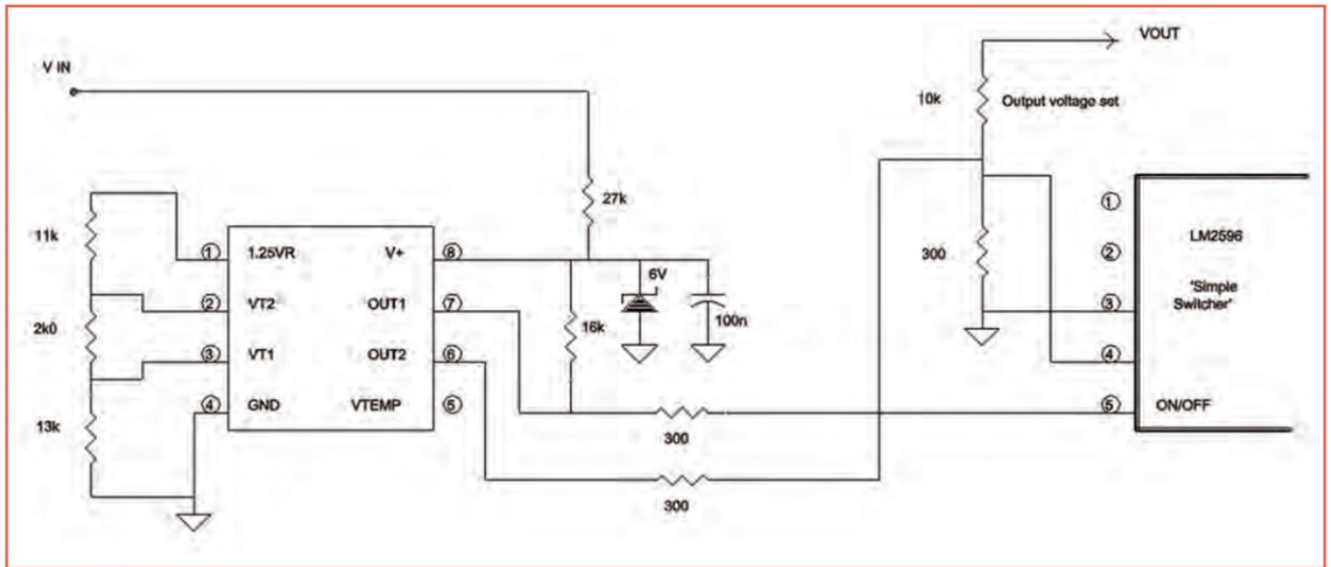 VOUT
V IN
10k
Output voltage set
27k
11k
① 1.25VR V+ ⑧
①
LM2596
300
6V
② VT2 OUT1 ⑦
②
'Simple
Switcher'
2k0
16k
100n
③ VT1 OUT2 ⑥
③
④
④ GND VTEMP ⑤
⑤ ON/OFF
13k
300
300